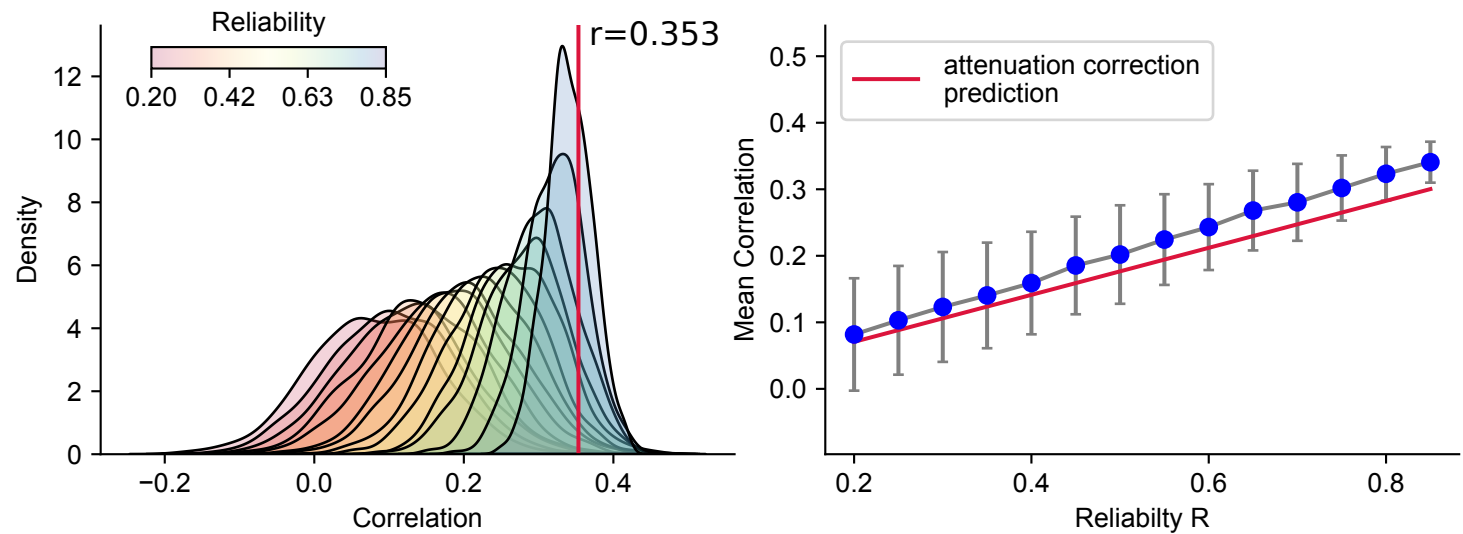 Reliability
0.20 0.42 0.63 0.85
r=0.353
Density
12
10
8
6
4
2
0
−0.2 0.0 0.2 0.4
Correlation
attenuation correction
prediction
Mean Correlation
0.5
0.4
0.3
0.2
0.1
0.0
0.2 0.4 0.6 0.8
Reliabilty R